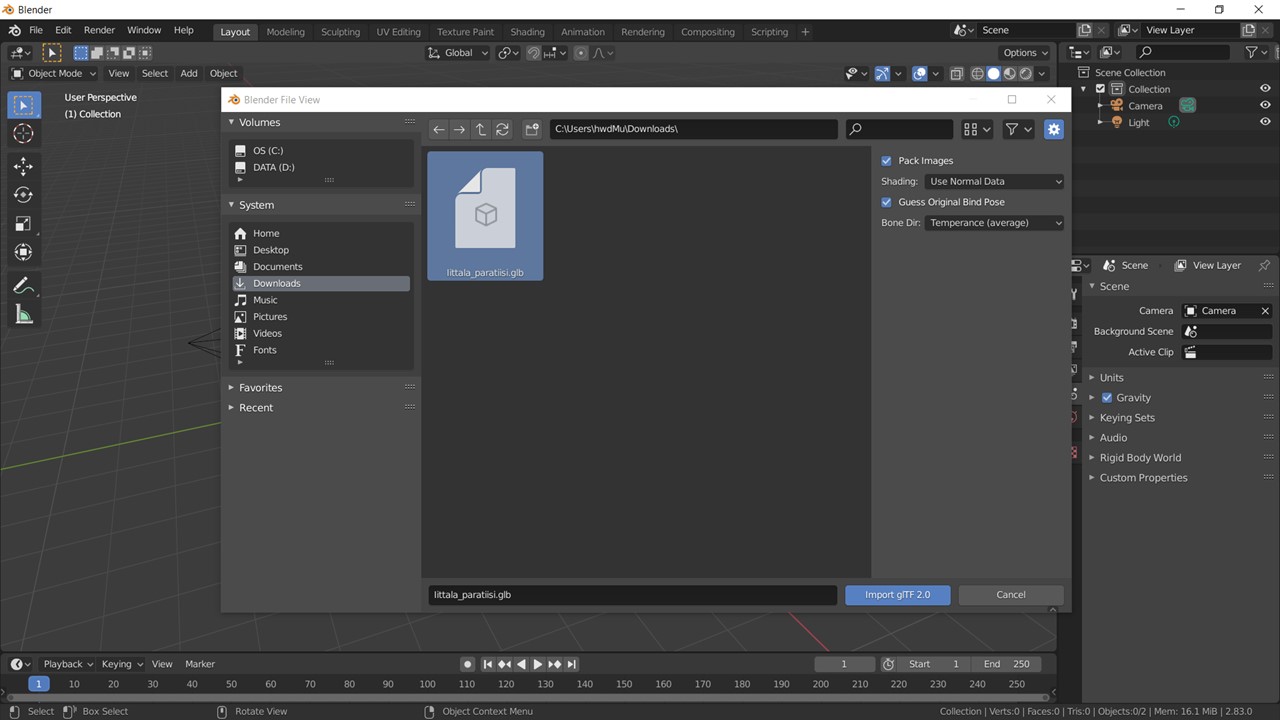 Blender
File Edit Render Window Help Layout Modeling Sculpting UV Editing Texture Paint Shading Animation Rendering Compositing Scripting + Scene View Layer
Global Options
Object Mode View Select Add Object
User Perspective
(1) Collection
Scene Collection
Collection
Camera
Light
Blender File View
Volumes
OS (C:)
DATA (D:)
System
Home
Desktop
Documents
Downloads
Music
Pictures
Videos
Fonts
Favorites
Recent
C:\Users\hwdMu\Downloads\
Iittala_paratiisi.glb
Pack Images
Shading: Use Normal Data
Guess Original Bind Pose
Bone Dir: Temperance (average)
Iittala_paratiisi.glb
Import glTF 2.0
Cancel
Scene View Layer
Scene
Camera Camera
Background Scene
Active Clip
Units
Gravity
Keying Sets
Audio
Rigid Body World
Custom Properties
Playback Keying View Marker 1 Start 1 End 250
1 10 20 30 40 50 60 70 80 90 100 110 120 130 140 150 160 170 180 190 200 210 220 230 240 250
Select Box Select Rotate View Object Context Menu Collection | Verts:0 | Faces:0 | Tris:0 | Objects:0/2 | Mem: 16.1 MiB | 2.83.0